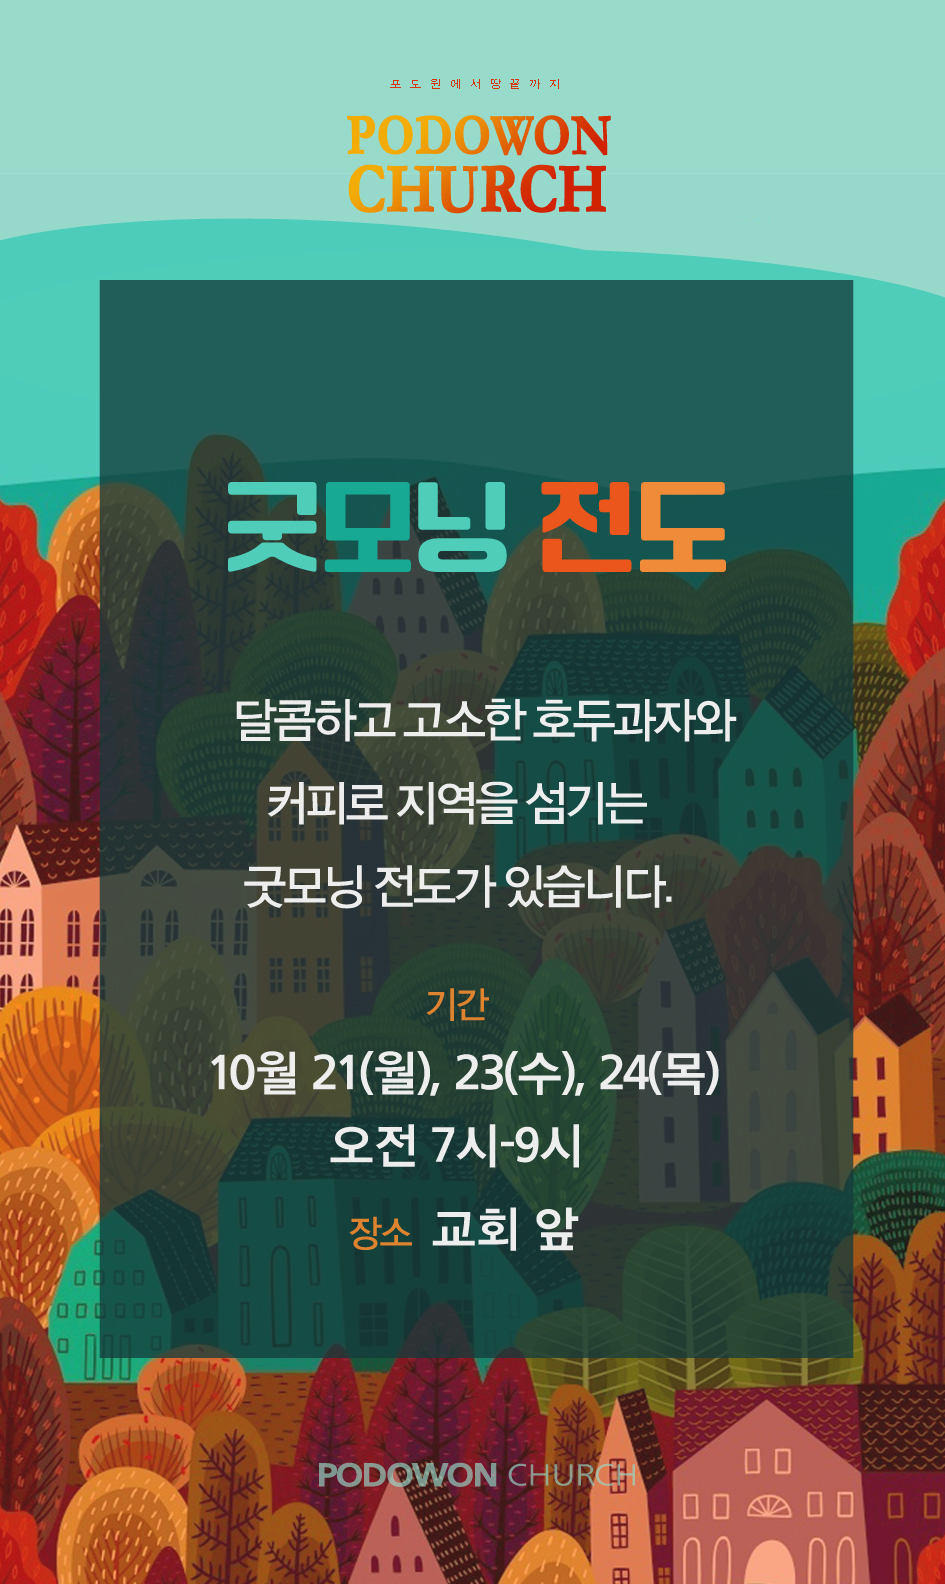 포도원에서땅끝까지
PODOWON
CHURCH
굿모닝 전도
달콤하고 고소한 호두과자와
커피로 지역을 섬기는
굿모닝 전도가 있습니다.
기간
10월 21(월), 23(수), 24(목)
오전 7시-9시
장소 교회 앞
PODOWON CHURCH